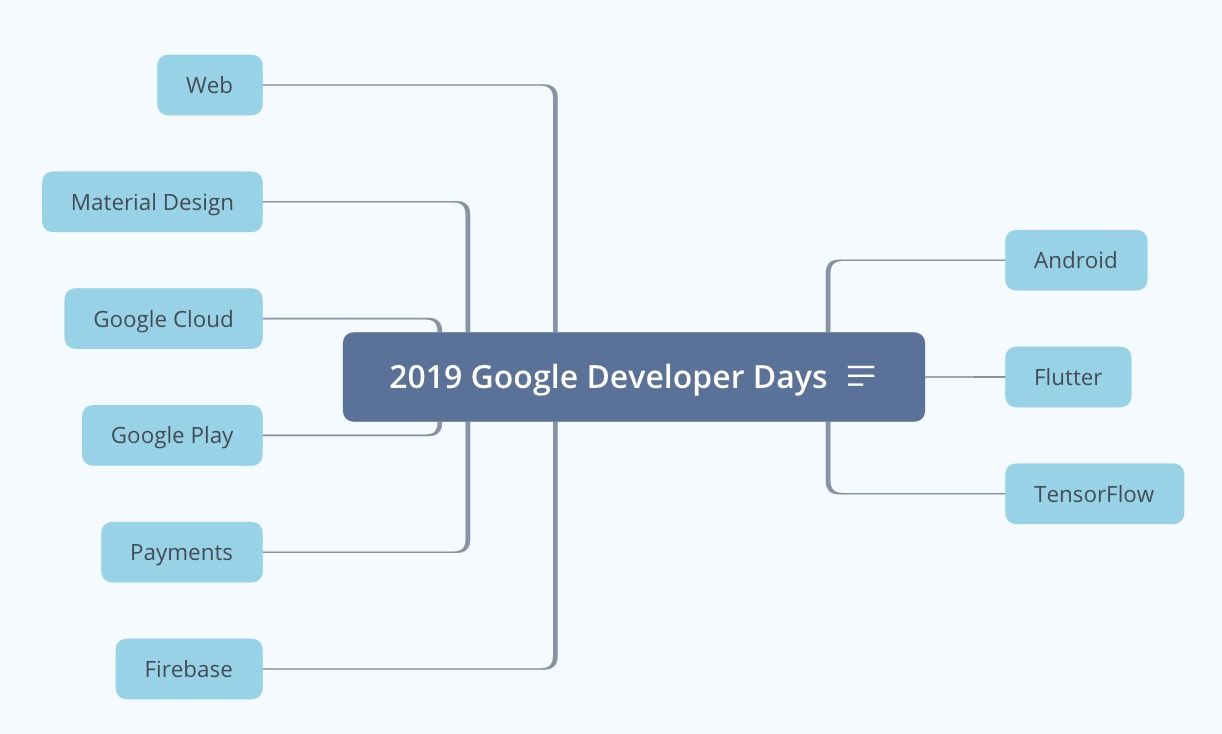 Web
Material Design
Google Cloud
Google Play
Payments
Firebase
2019 Google Developer Days
Android
Flutter
TensorFlow